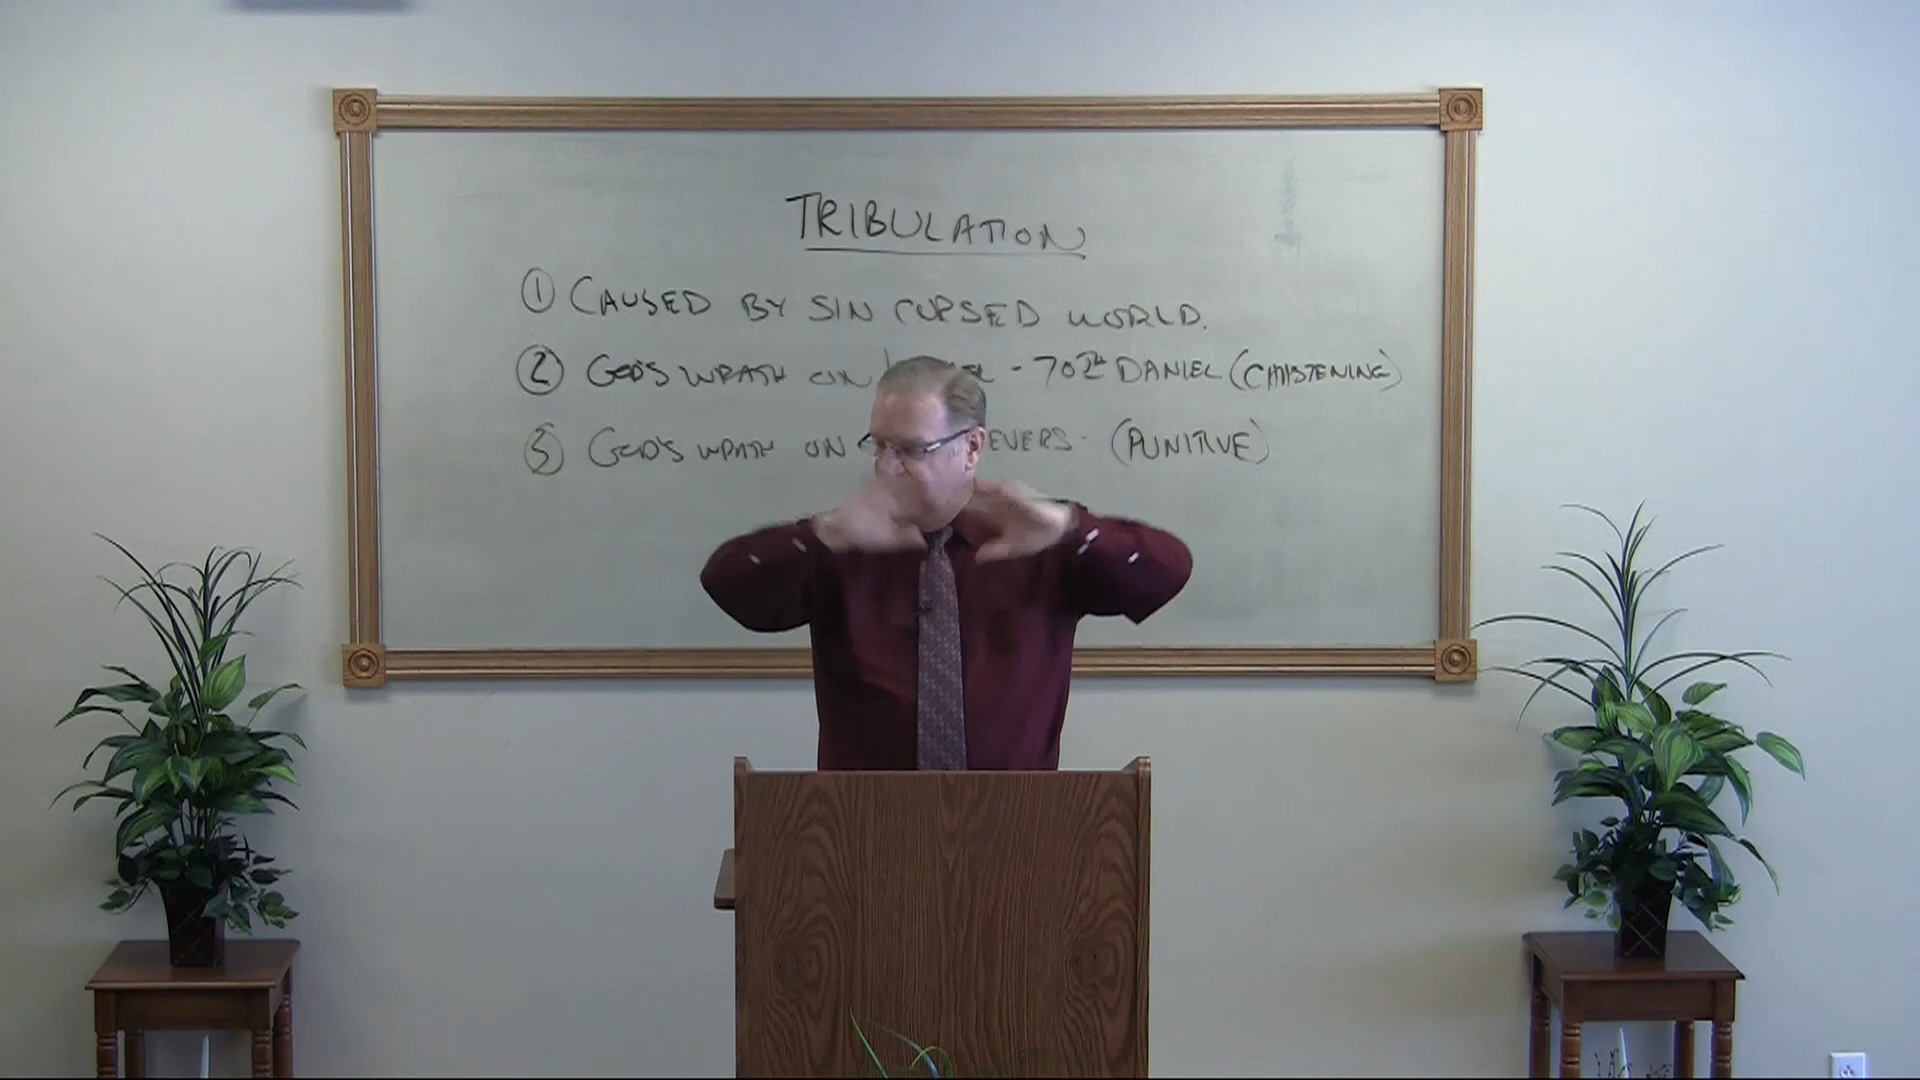 TRIBULATION
① CAUSED BY SIN CURSED WORLD.
② GOD'S WRATH ON - 70TH DANIEL (CHASTENING)
③ GOD'S WRATH ON EVERS. (PUNITIVE)